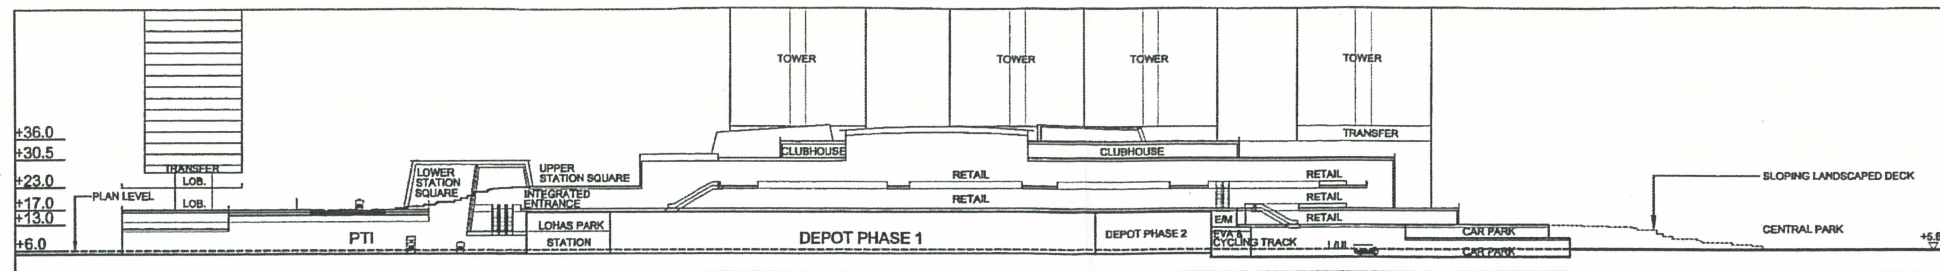 TOWER
TOWER
TOWER
TOWER
+36.0
+30.5
+23.0
+17.0
+13.0
+6.0
TRANSFER
LOB.
LOB.
PLAN LEVEL
PTI
LOWER
STATION
SQUARE
UPPER
STATION SQUARE
INTEGRATED
ENTRANCE
LOHAS PARK
STATION
CLUBHOUSE
CLUBHOUSE
TRANSFER
RETAIL
RETAIL
RETAIL
RETAIL
RETAIL
DEPOT PHASE 1
DEPOT PHASE 2
E/M
EVA &
CYCLING TRACK
L/UL
CAR PARK
CAR PARK
SLOPING LANDSCAPED DECK
CENTRAL PARK